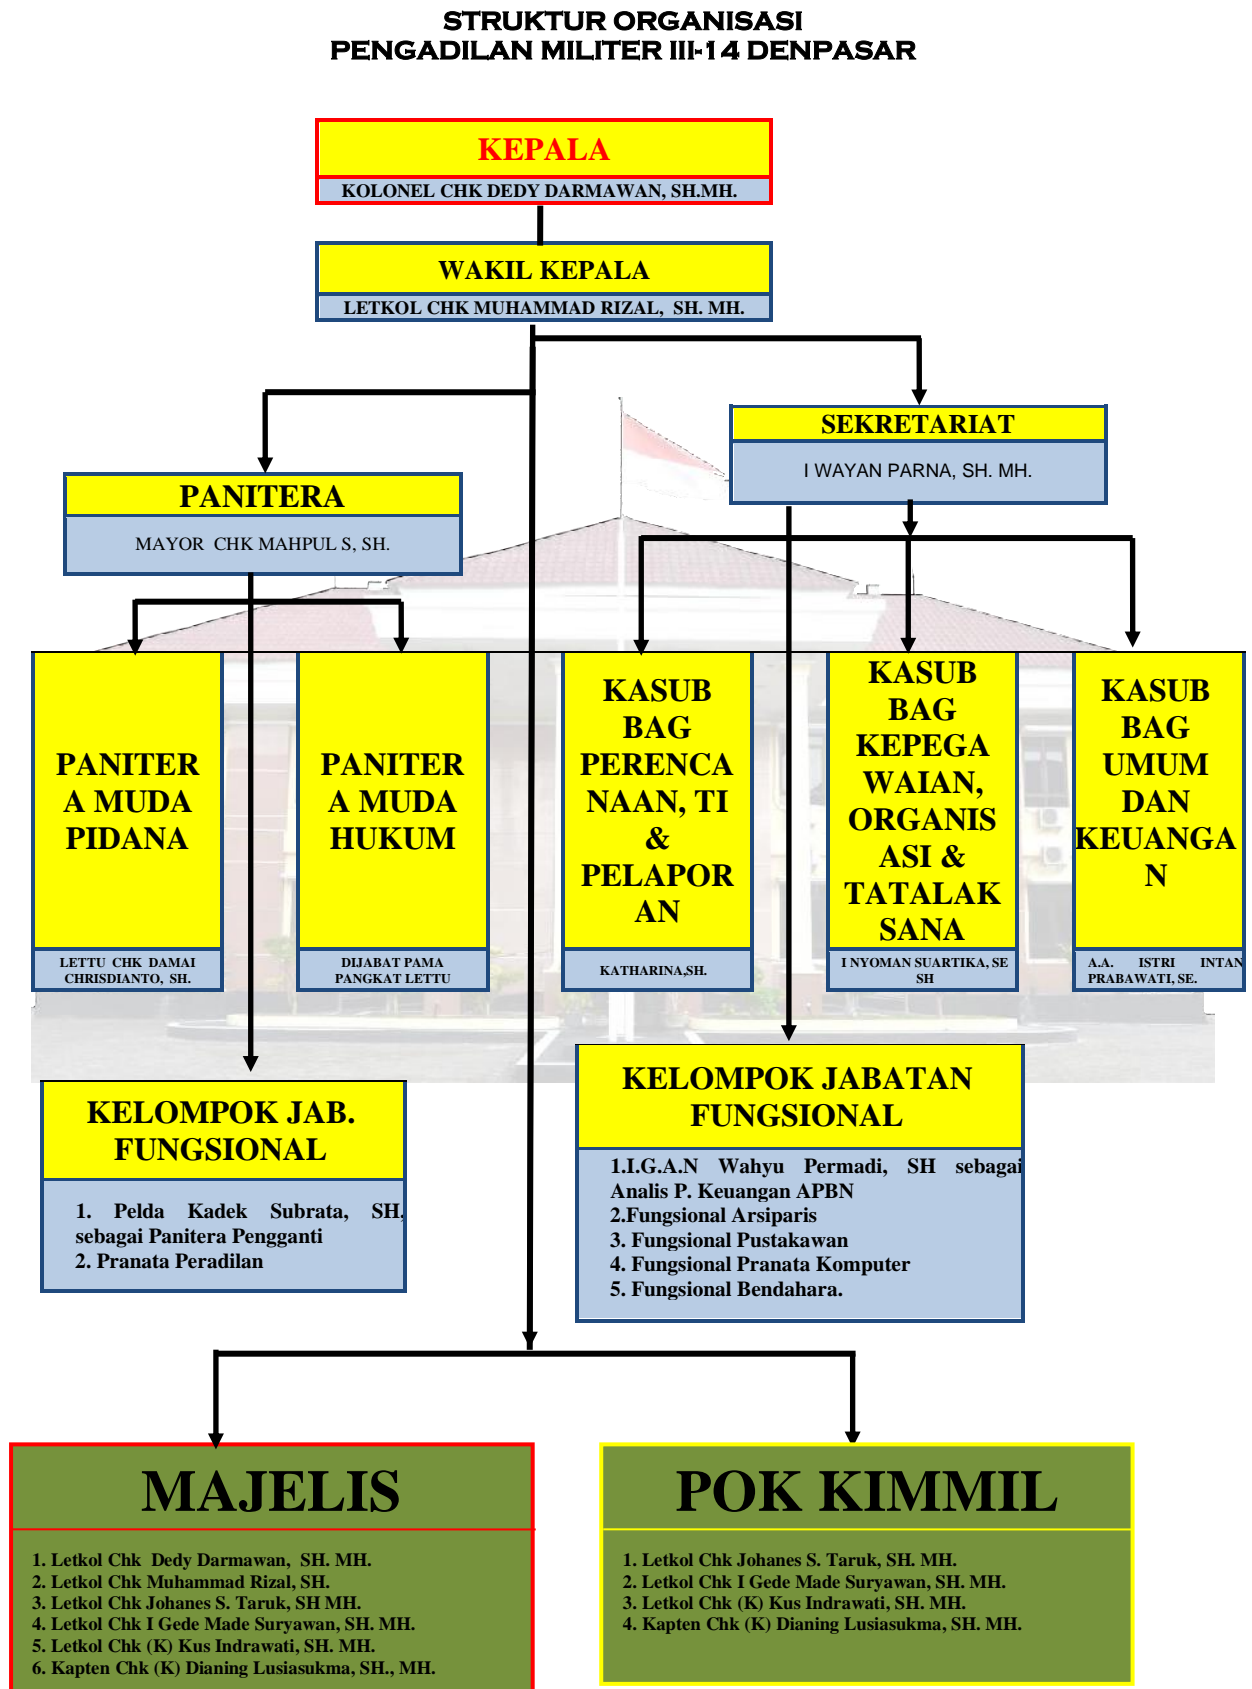 STRUKTUR ORGANISASI
PENGADILAN MILITER III-14 DENPASAR
KEPALA
KOLONEL CHK DEDY DARMAWAN, SH.MH.
WAKIL KEPALA
LETKOL CHK MUHAMMAD RIZAL, SH. MH.
SEKRETARIAT
I WAYAN PARNA, SH. MH.
PANITERA
MAYOR CHK MAHPUL S, SH.
PANITER
A MUDA
PIDANA
LETTU CHK DAMAI
CHRISDIANTO, SH.
PANITER
A MUDA
HUKUM
DIJABAT PAMA
PANGKAT LETTU
KASUB
BAG
PERENCA
NAAN, TI
&
PELAPOR
AN
KATHARINA,SH.
KASUB
BAG
KEPEGA
WAIAN,
ORGANIS
ASI &
TATALAK
SANA
I NYOMAN SUARTIKA, SE
SH
KASUB
BAG
UMUM
DAN
KEUANGA
N
A.A. ISTRI INTAN
PRABAWATI, SE.
KELOMPOK JAB.
FUNGSIONAL
1. Pelda Kadek Subrata, SH,
sebagai Panitera Pengganti
2. Pranata Peradilan
KELOMPOK JABATAN
FUNGSIONAL
1.I.G.A.N Wahyu Permadi, SH sebagai
Analis P. Keuangan APBN
2.Fungsional Arsiparis
3. Fungsional Pustakawan
4. Fungsional Pranata Komputer
5. Fungsional Bendahara.
MAJELIS
1. Letkol Chk Dedy Darmawan, SH. MH.
2. Letkol Chk Muhammad Rizal, SH.
3. Letkol Chk Johanes S. Taruk, SH MH.
4. Letkol Chk I Gede Made Suryawan, SH. MH.
5. Letkol Chk (K) Kus Indrawati, SH. MH.
6. Kapten Chk (K) Dianing Lusiasukma, SH., MH.
POK KIMMIL
1. Letkol Chk Johanes S. Taruk, SH. MH.
2. Letkol Chk I Gede Made Suryawan, SH. MH.
3. Letkol Chk (K) Kus Indrawati, SH. MH.
4. Kapten Chk (K) Dianing Lusiasukma, SH. MH.